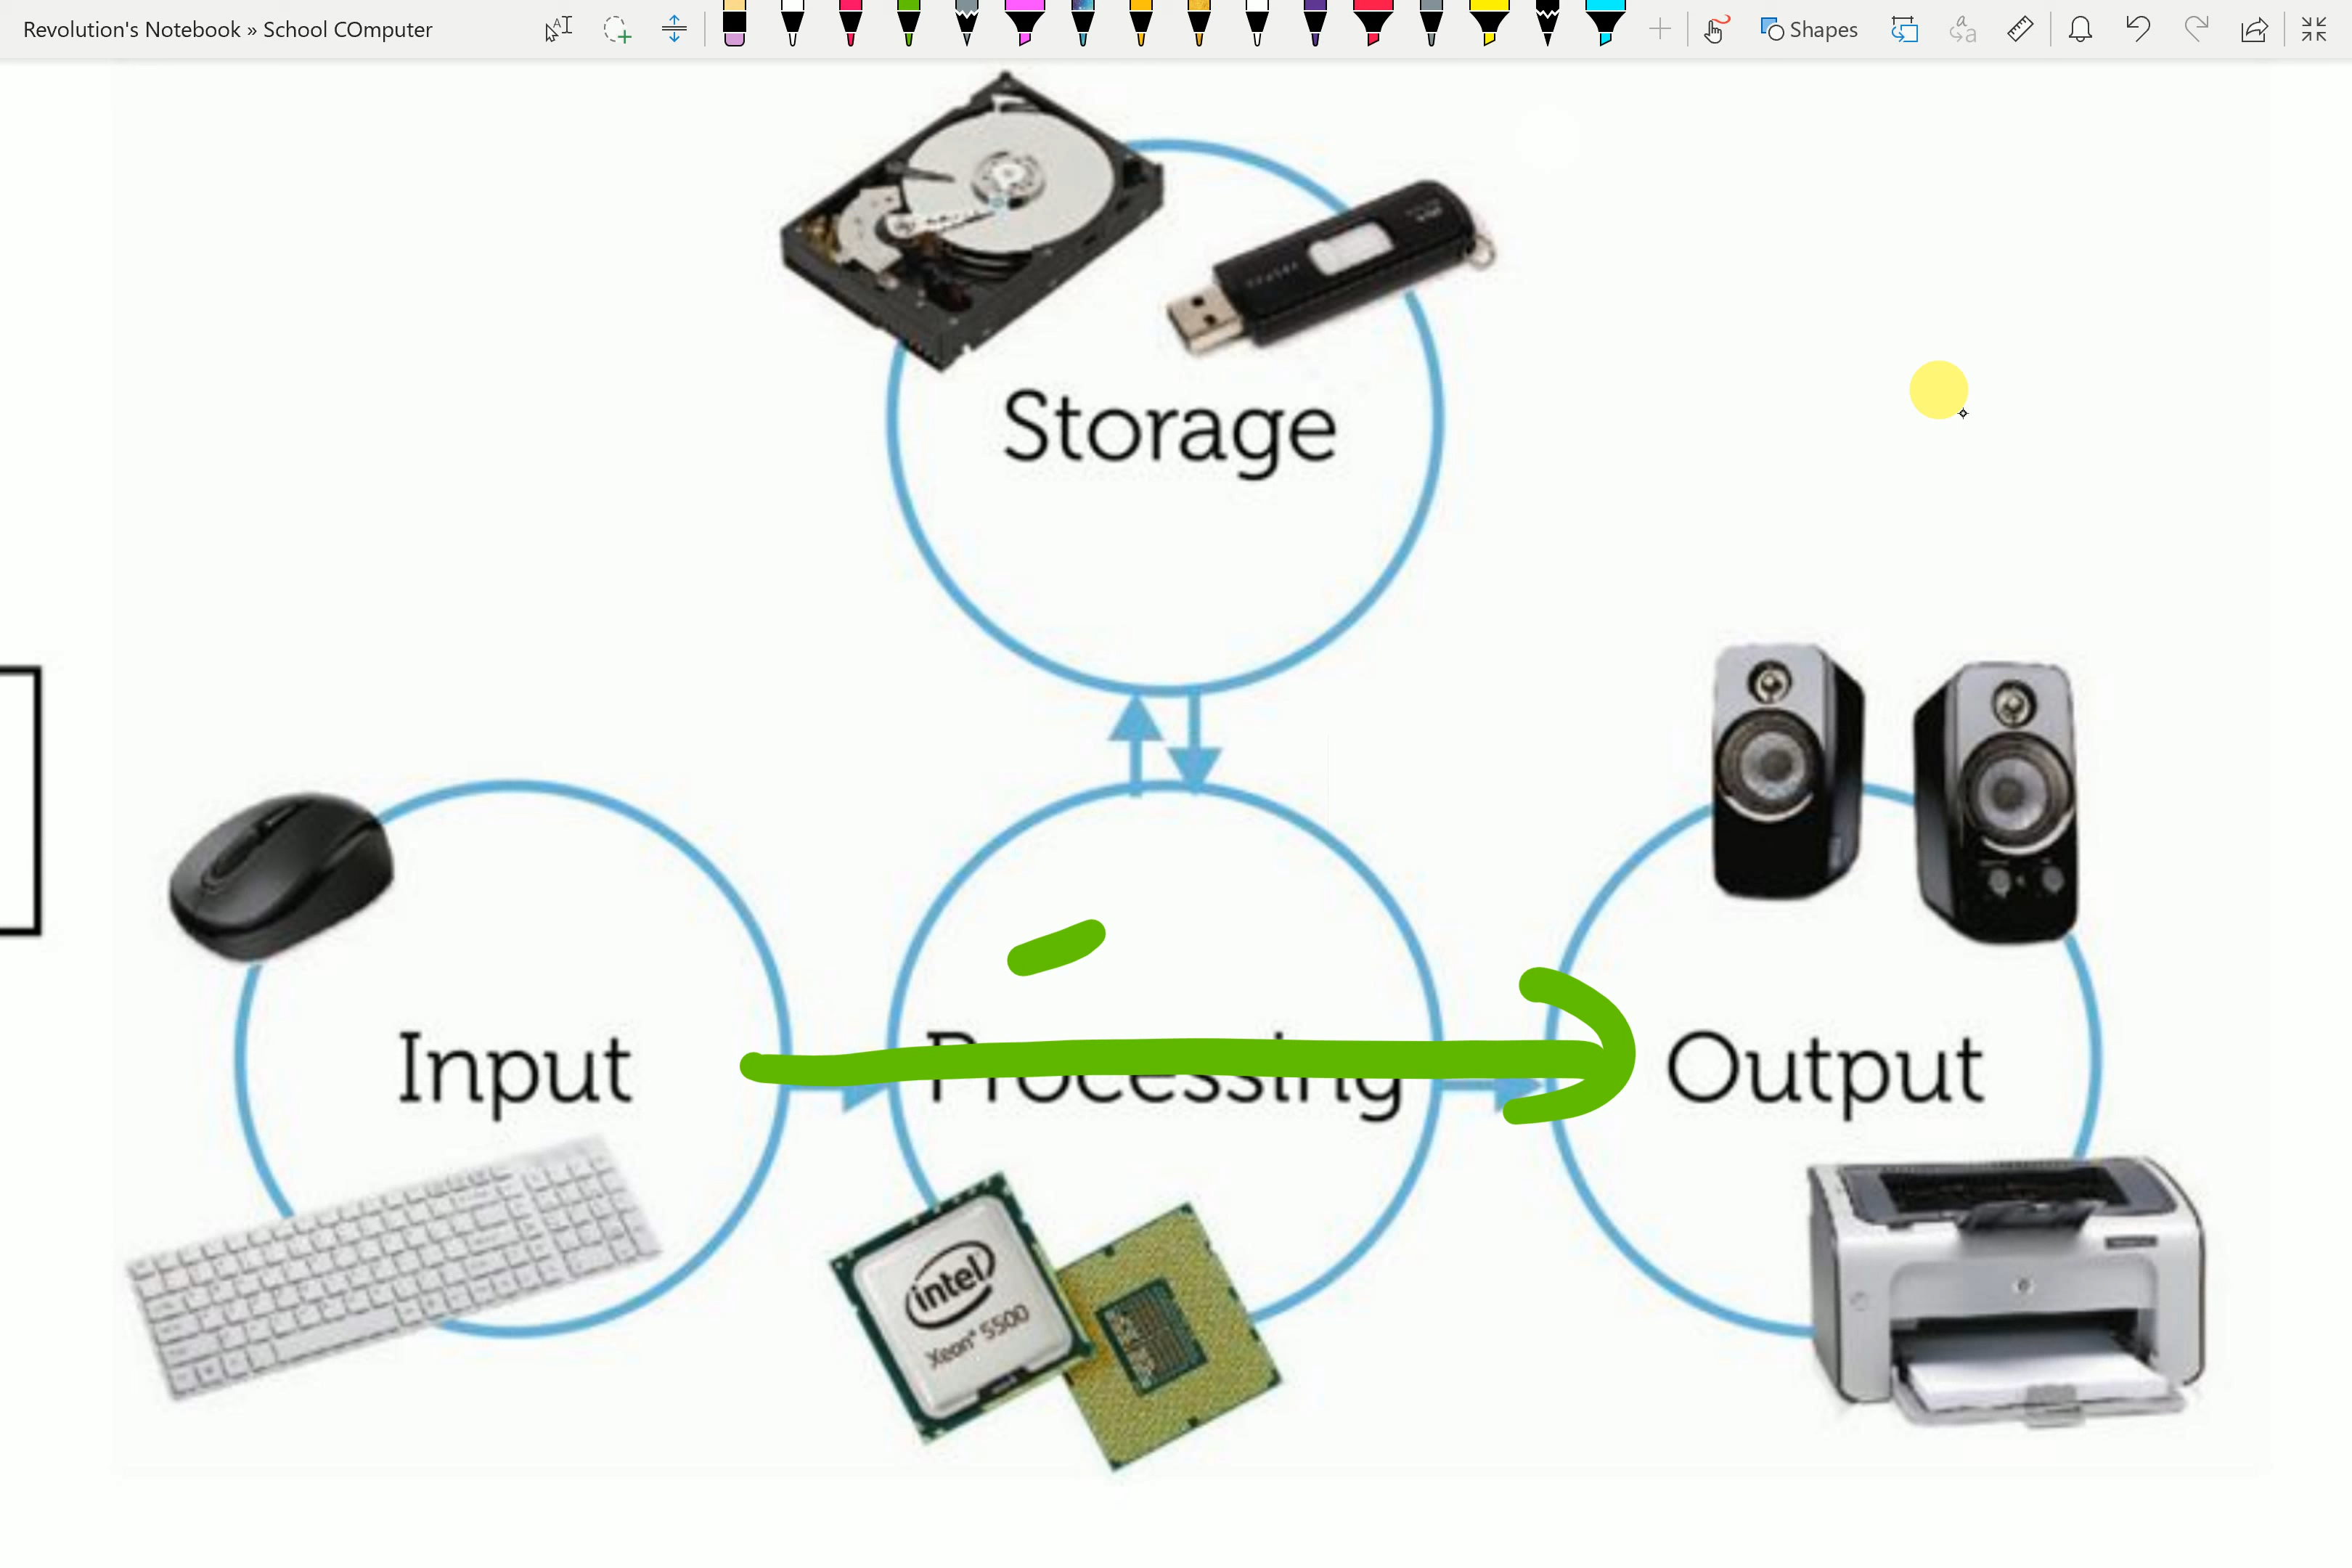 Revolution's Notebook » School COmputer
Shapes
Storage
Input
Processing
Output
intel
Xeon® 5500